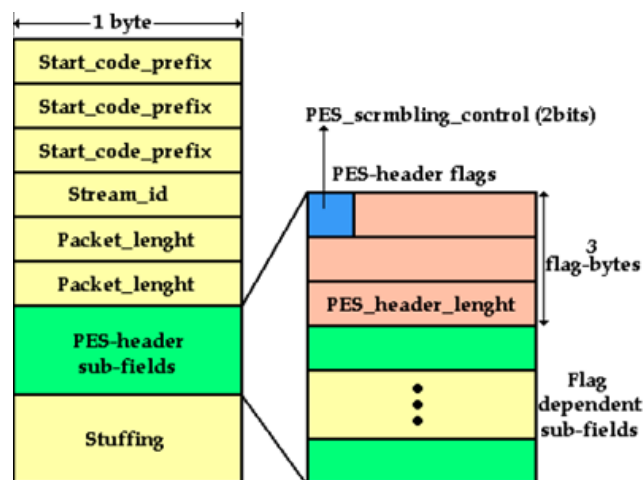 1 byte
Start_code_prefix
Start_code_prefix
Start_code_prefix
Stream_id
Packet_lenght
Packet_lenght
PES-header
sub-fields
Stuffing
PES_scrmbling_control (2bits)
PES-header flags
PES_header_lenght
3
flag-bytes
Flag
dependent
sub-fields